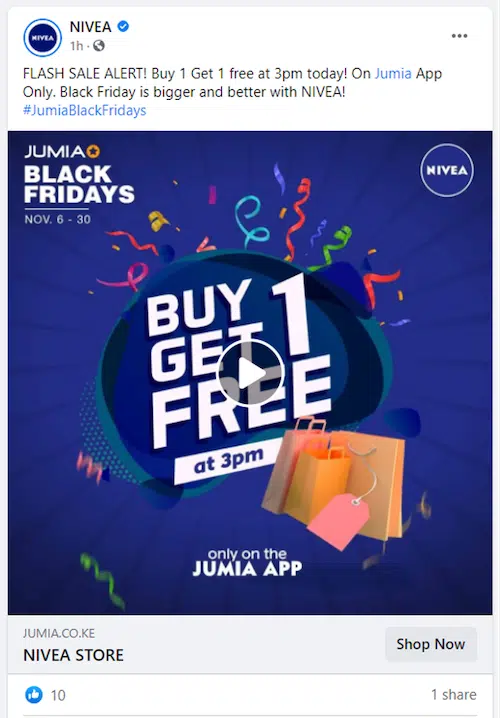 NIVEA
NIVEA
1h ·
FLASH SALE ALERT! Buy 1 Get 1 free at 3pm today! On Jumia App
Only. Black Friday is bigger and better with NIVEA!
#JumiaBlackFridays
JUMIA
BLACK
FRIDAYS
NOV. 6 - 30
NIVEA
BUY 1
GET 1
FREE
at 3pm
only on the
JUMIA APP
JUMIA.CO.KE
NIVEA STORE
Shop Now
10
1 share